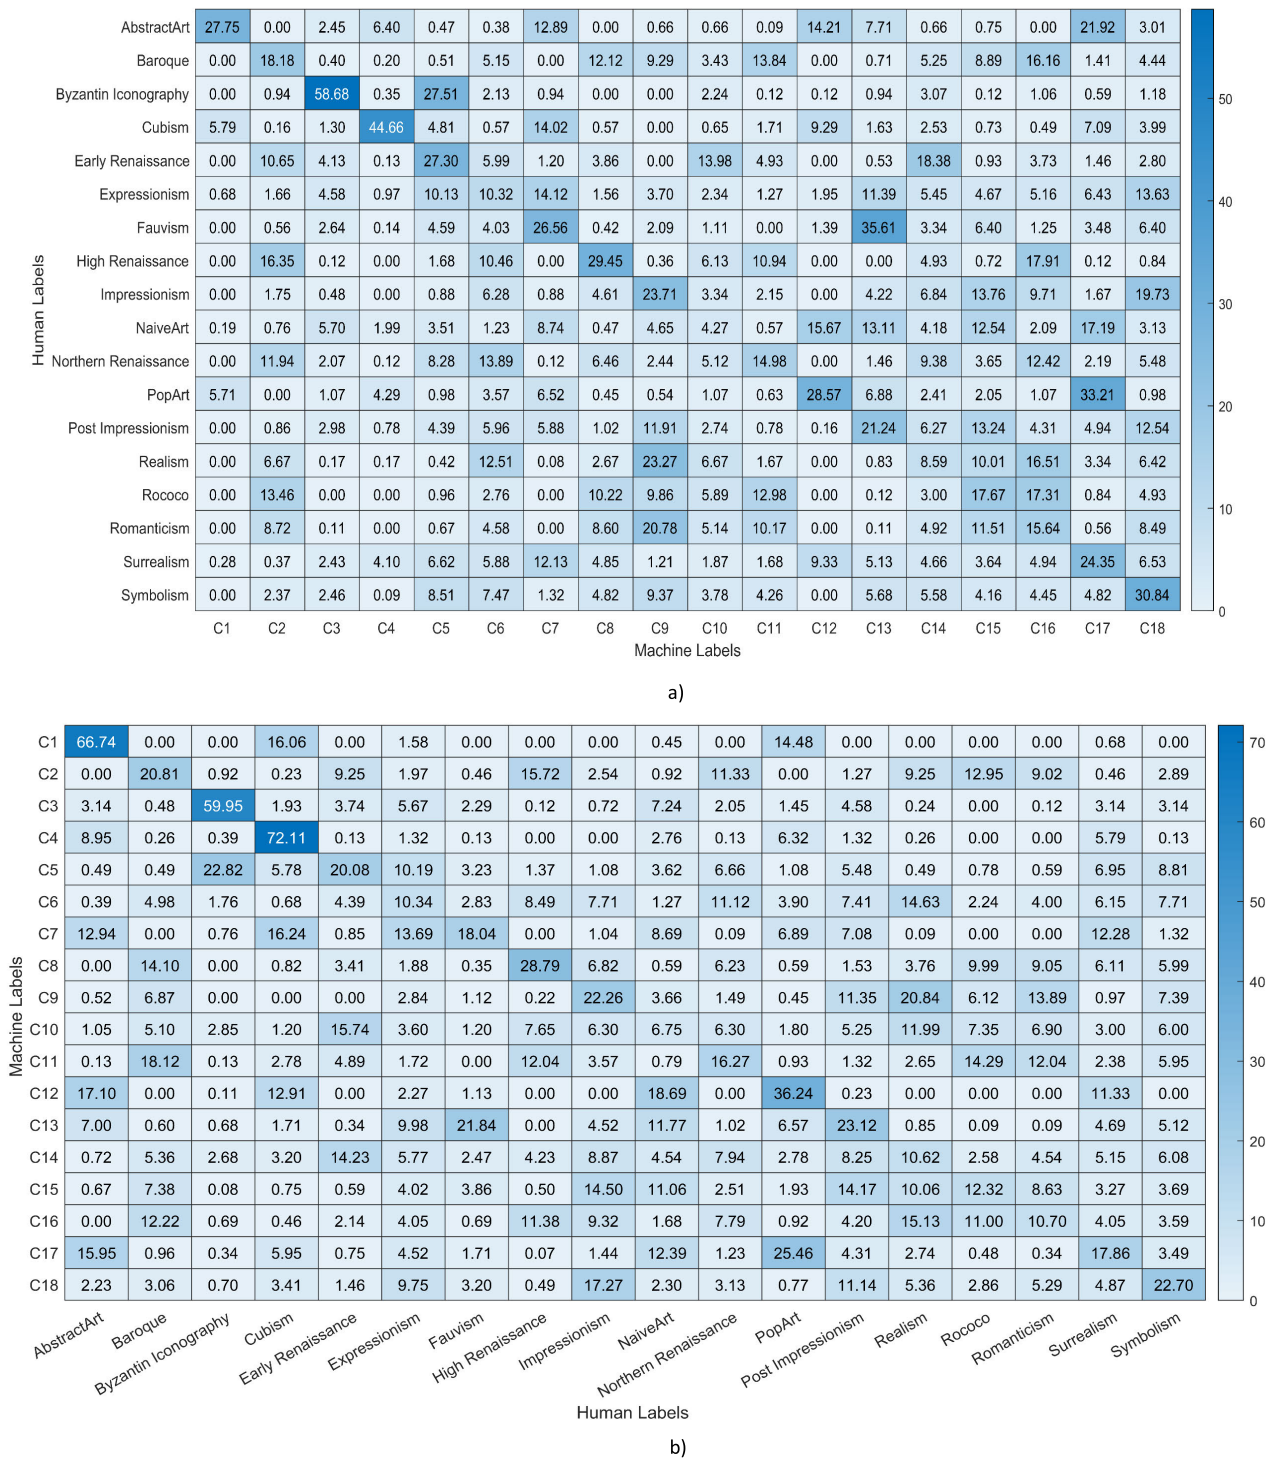 AbstractArt 27.75 0.00 2.45 6.40 0.47 0.38 12.89 0.00 0.66 0.66 0.09 14.21 7.71 0.66 0.75 0.00 21.92 3.01
Baroque 0.00 18.18 0.40 0.20 0.51 5.15 0.00 12.12 9.29 3.43 13.84 0.00 0.71 5.25 8.89 16.16 1.41 4.44
Byzantin Iconography 0.00 0.94 58.68 0.35 27.51 2.13 0.94 0.00 0.00 2.24 0.12 0.12 0.94 3.07 0.12 1.06 0.59 1.18
50
Cubism 5.79 0.16 1.30 44.66 4.81 0.57 14.02 0.57 0.00 0.65 1.71 9.29 1.63 2.53 0.73 0.49 7.09 3.99
Early Renaissance 0.00 10.65 4.13 0.13 27.30 5.99 1.20 3.86 0.00 13.98 4.93 0.00 0.53 18.38 0.93 3.73 1.46 2.80
Expressionism 0.68 1.66 4.58 0.97 10.13 10.32 14.12 1.56 3.70 2.34 1.27 1.95 11.39 5.45 4.67 5.16 6.43 13.63
40
Fauvism 0.00 0.56 2.64 0.14 4.59 4.03 26.56 0.42 2.09 1.11 0.00 1.39 35.61 3.34 6.40 1.25 3.48 6.40
High Renaissance 0.00 16.35 0.12 0.00 1.68 10.46 0.00 29.45 0.36 6.13 10.94 0.00 0.00 4.93 0.72 17.91 0.12 0.84
Human Labels
Impressionism 0.00 1.75 0.48 0.00 0.88 6.28 0.88 4.61 23.71 3.34 2.15 0.00 4.22 6.84 13.76 9.71 1.67 19.73
30
NaiveArt 0.19 0.76 5.70 1.99 3.51 1.23 8.74 0.47 4.65 4.27 0.57 15.67 13.11 4.18 12.54 2.09 17.19 3.13
Northern Renaissance 0.00 11.94 2.07 0.12 8.28 13.89 0.12 6.46 2.44 5.12 14.98 0.00 1.46 9.38 3.65 12.42 2.19 5.48
PopArt 5.71 0.00 1.07 4.29 0.98 3.57 6.52 0.45 0.54 1.07 0.63 28.57 6.88 2.41 2.05 1.07 33.21 0.98
20
Post Impressionism 0.00 0.86 2.98 0.78 4.39 5.96 5.88 1.02 11.91 2.74 0.78 0.16 21.24 6.27 13.24 4.31 4.94 12.54
Realism 0.00 6.67 0.17 0.17 0.42 12.51 0.08 2.67 23.27 6.67 1.67 0.00 0.83 8.59 10.01 16.51 3.34 6.42
Rococo 0.00 13.46 0.00 0.00 0.96 2.76 0.00 10.22 9.86 5.89 12.98 0.00 0.12 3.00 17.67 17.31 0.84 4.93
10
Romanticism 0.00 8.72 0.11 0.00 0.67 4.58 0.00 8.60 20.78 5.14 10.17 0.00 0.11 4.92 11.51 15.64 0.56 8.49
Surrealism 0.28 0.37 2.43 4.10 6.62 5.88 12.13 4.85 1.21 1.87 1.68 9.33 5.13 4.66 3.64 4.94 24.35 6.53
Symbolism 0.00 2.37 2.46 0.09 8.51 7.47 1.32 4.82 9.37 3.78 4.26 0.00 5.68 5.58 4.16 4.45 4.82 30.84
0
C1 C2 C3 C4 C5 C6 C7 C8 C9 C10 C11 C12 C13 C14 C15 C16 C17 C18
Machine Labels
a)
C1 66.74 0.00 0.00 16.06 0.00 1.58 0.00 0.00 0.00 0.45 0.00 14.48 0.00 0.00 0.00 0.00 0.68 0.00
70
C2 0.00 20.81 0.92 0.23 9.25 1.97 0.46 15.72 2.54 0.92 11.33 0.00 1.27 9.25 12.95 9.02 0.46 2.89
C3 3.14 0.48 59.95 1.93 3.74 5.67 2.29 0.12 0.72 7.24 2.05 1.45 4.58 0.24 0.00 0.12 3.14 3.14
60
C4 8.95 0.26 0.39 72.11 0.13 1.32 0.13 0.00 0.00 2.76 0.13 6.32 1.32 0.26 0.00 0.00 5.79 0.13
C5 0.49 0.49 22.82 5.78 20.08 10.19 3.23 1.37 1.08 3.62 6.66 1.08 5.48 0.49 0.78 0.59 6.95 8.81
50
C6 0.39 4.98 1.76 0.68 4.39 10.34 2.83 8.49 7.71 1.27 11.12 3.90 7.41 14.63 2.24 4.00 6.15 7.71
C7 12.94 0.00 0.76 16.24 0.85 13.69 18.04 0.00 1.04 8.69 0.09 6.89 7.08 0.09 0.00 0.00 12.28 1.32
C8 0.00 14.10 0.00 0.82 3.41 1.88 0.35 28.79 6.82 0.59 6.23 0.59 1.53 3.76 9.99 9.05 6.11 5.99
40
C9 0.52 6.87 0.00 0.00 0.00 2.84 1.12 0.22 22.26 3.66 1.49 0.45 11.35 20.84 6.12 13.89 0.97 7.39
Machine Labels
C10 1.05 5.10 2.85 1.20 15.74 3.60 1.20 7.65 6.30 6.75 6.30 1.80 5.25 11.99 7.35 6.90 3.00 6.00
C11 0.13 18.12 0.13 2.78 4.89 1.72 0.00 12.04 3.57 0.79 16.27 0.93 1.32 2.65 14.29 12.04 2.38 5.95
30
C12 17.10 0.00 0.11 12.91 0.00 2.27 1.13 0.00 0.00 18.69 0.00 36.24 0.23 0.00 0.00 0.00 11.33 0.00
C13 7.00 0.60 0.68 1.71 0.34 9.98 21.84 0.00 4.52 11.77 1.02 6.57 23.12 0.85 0.09 0.09 4.69 5.12
20
C14 0.72 5.36 2.68 3.20 14.23 5.77 2.47 4.23 8.87 4.54 7.94 2.78 8.25 10.62 2.58 4.54 5.15 6.08
C15 0.67 7.38 0.08 0.75 0.59 4.02 3.86 0.50 14.50 11.06 2.51 1.93 14.17 10.06 12.32 8.63 3.27 3.69
C16 0.00 12.22 0.69 0.46 2.14 4.05 0.69 11.38 9.32 1.68 7.79 0.92 4.20 15.13 11.00 10.70 4.05 3.59
10
C17 15.95 0.96 0.34 5.95 0.75 4.52 1.71 0.07 1.44 12.39 1.23 25.46 4.31 2.74 0.48 0.34 17.86 3.49
C18 2.23 3.06 0.70 3.41 1.46 9.75 3.20 0.49 17.27 2.30 3.13 0.77 11.14 5.36 2.86 5.29 4.87 22.70
0
AbstractArt Baroque Byzantin Iconography Cubism Early Renaissance Expressionism Fauvism High Renaissance Impressionism NaiveArt Northern Renaissance PopArt Post Impressionism Realism Rococo Romanticism Surrealism Symbolism
Human Labels
b)